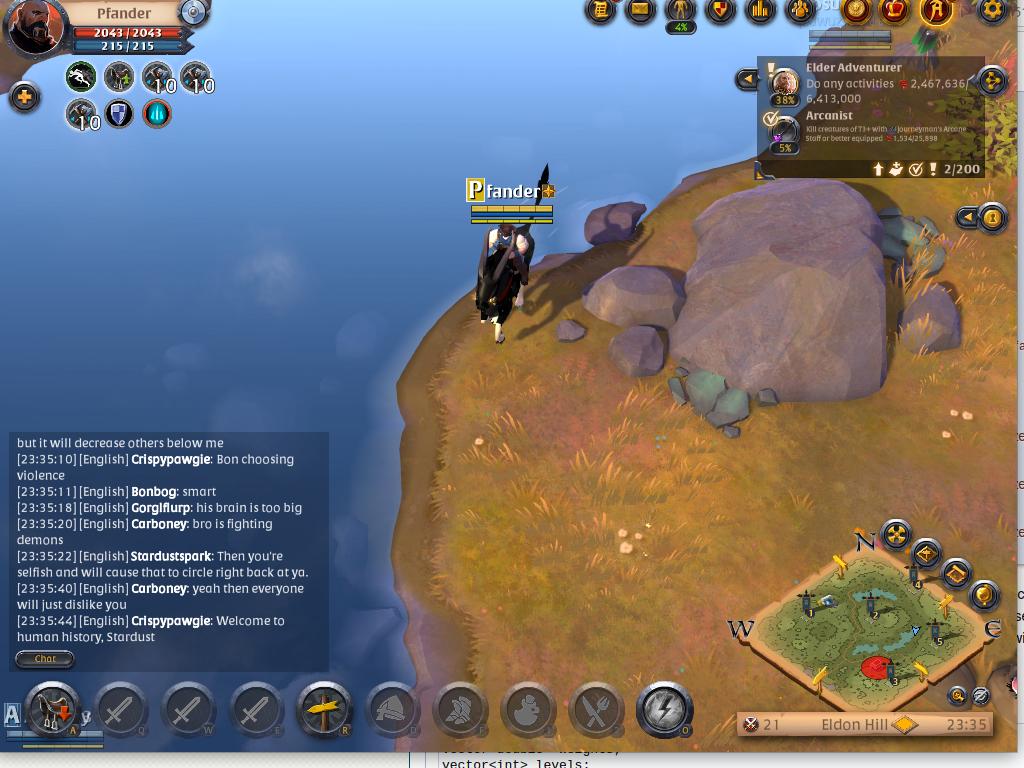 Pfander
2043 / 2043
215 / 215
10
10
10
4%
Elder Adventurer
Do any activities 2,467,636/
6,413,000
38%
Arcanist
Kill creatures of T3+ with Journeyman's Arcane
Staff or better equipped 1,534/25,898
5%
2/200
Pfander
but it will decrease others below me
[23:35:10] [English] Crispypawgie: Bon choosing
violence
[23:35:11] [English] Bonbog: smart
[23:35:18] [English] Gorglflurp: his brain is too big
[23:35:20] [English] Carboney: bro is fighting
demons
[23:35:22] [English] Stardustspark: Then you're
selfish and will cause that to circle right back at ya.
[23:35:40] [English] Carboney: yeah then everyone
will just dislike you
[23:35:44] [English] Crispypawgie: Welcome to
human history, Stardust
Chat
N
W
E
1
2
3
4
5
A
A
Q
W
E
R
D
F
O
21
Eldon Hill
23:35
vector<int> levels;